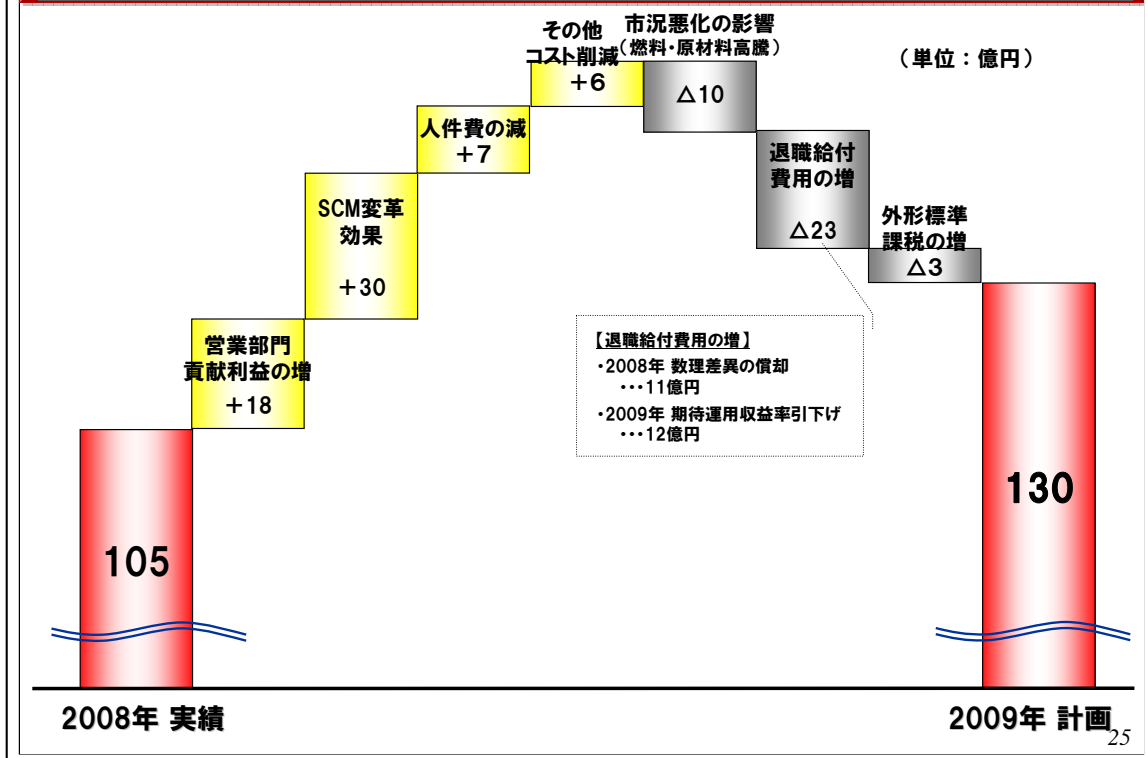 その他
コスト削減
+6
市況悪化の影響
(燃料・原材料高騰)
△10
(単位:億円)
人件費の減
+7
退職給付
費用の増
△23
SCM変革
効果
+30
外形標準
課税の増
△3
営業部門
貢献利益の増
+18
【退職給付費用の増】
・2008年 数理差異の償却
・・・11億円
・2009年 期待運用収益率引下げ
・・・12億円
105
130
2008年 実績
2009年 計画
25